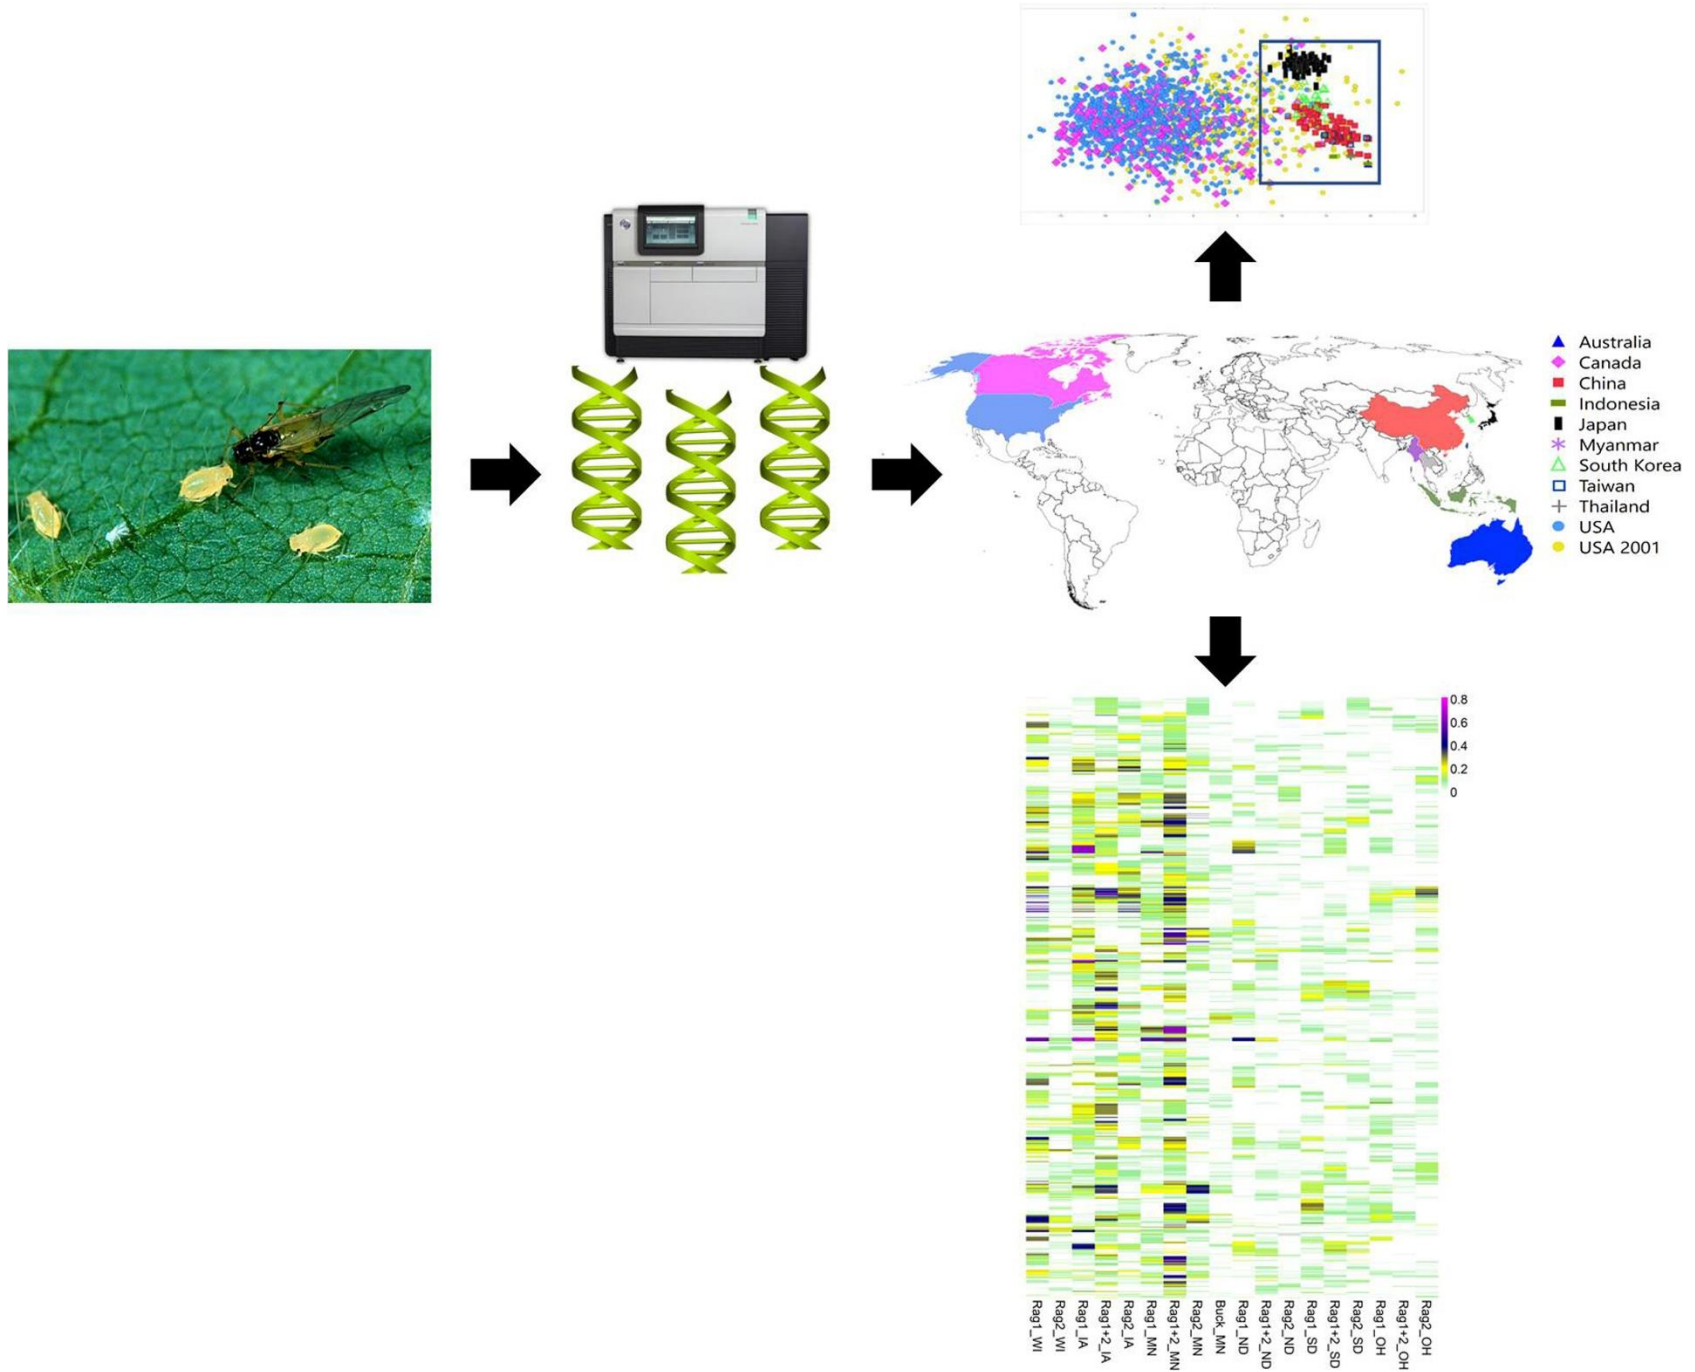 Australia
Canada
China
Indonesia
Japan
Myanmar
South Korea
Taiwan
Thailand
USA
USA 2001
0.8
0.6
0.4
0.2
0
Rag1_WI
Rag2_WI
Rag1_IA
Rag1+2_IA
Rag2_IA
Rag1_MN
Rag1+2_MN
Rag2_MN
Buck_MN
Rag1_ND
Rag1+2_ND
Rag2_ND
Rag1_SD
Rag1+2_SD
Rag2_SD
Rag1_OH
Rag1+2_OH
Rag2_OH